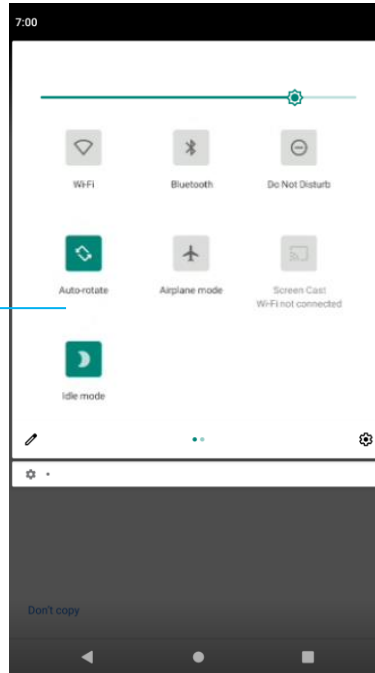 7:00
Wi-Fi Bluetooth Do Not Disturb
Auto-rotate Airplane mode Screen Cast
Wi-Fi not connected
Idle mode
Don't copy